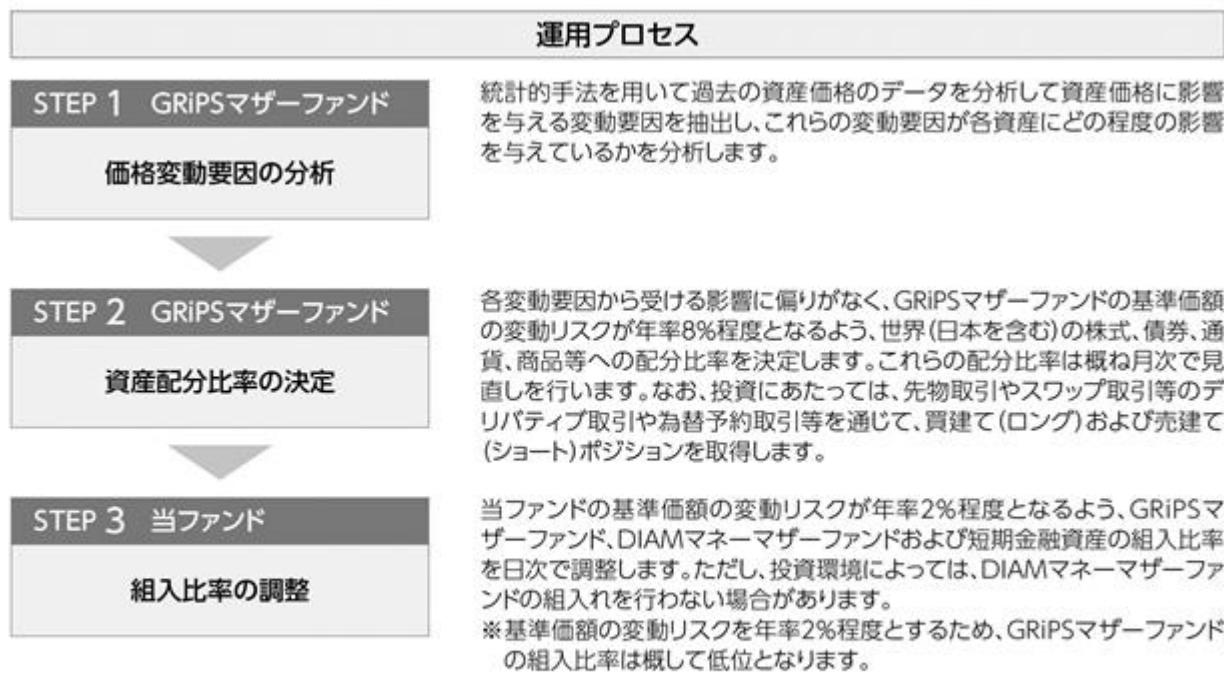 運用プロセス
STEP 1 GRiPSマザーファンド
価格変動要因の分析
統計的手法を用いて過去の資産価格のデータを分析して資産価格に影響
を与える変動要因を抽出し、これらの変動要因が各資産にどの程度の影響
を与えているかを分析します。
STEP 2 GRiPSマザーファンド
資産配分比率の決定
各変動要因から受ける影響に偏りがなく、GRiPSマザーファンドの基準価額
の変動リスクが年率8%程度となるよう、世界(日本を含む)の株式、債券、通
貨、商品等への配分比率を決定します。これらの配分比率は概ね月次で見
直しを行います。なお、投資にあたっては、先物取引やスワップ取引等のデ
リバティブ取引や為替予約取引等を通じて、買建て(ロング)および売建て
(ショート)ポジションを取得します。
STEP 3 当ファンド
組入比率の調整
当ファンドの基準価額の変動リスクが年率2%程度となるよう、GRiPSマ
ザーファンド、DIAMマネーマザーファンドおよび短期金融資産の組入比率
を日次で調整します。ただし、投資環境によっては、DIAMマネーマザーファ
ンドの組入れを行わない場合があります。
※基準価額の変動リスクを年率2%程度とするため、GRiPSマザーファンド
の組入比率は概して低位となります。